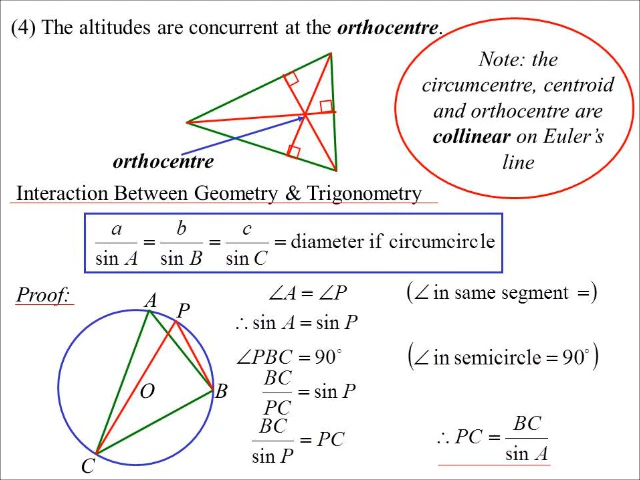 (4) The altitudes are concurrent at the orthocentre.
Note: the
circumcentre, centroid
and orthocentre are
collinear on Euler's
line
orthocentre
Interaction Between Geometry & Trigonometry
a/sin A = b/sin B = c/sin C = diameter if circumcircle
Proof:
A
P
O
B
C
∠A = ∠P (∠ in same segment =)
∴ sin A = sin P
∠PBC = 90° (∠ in semicircle = 90°)
BC/PC = sin P
BC/sin P = PC ∴ PC = BC/sin A